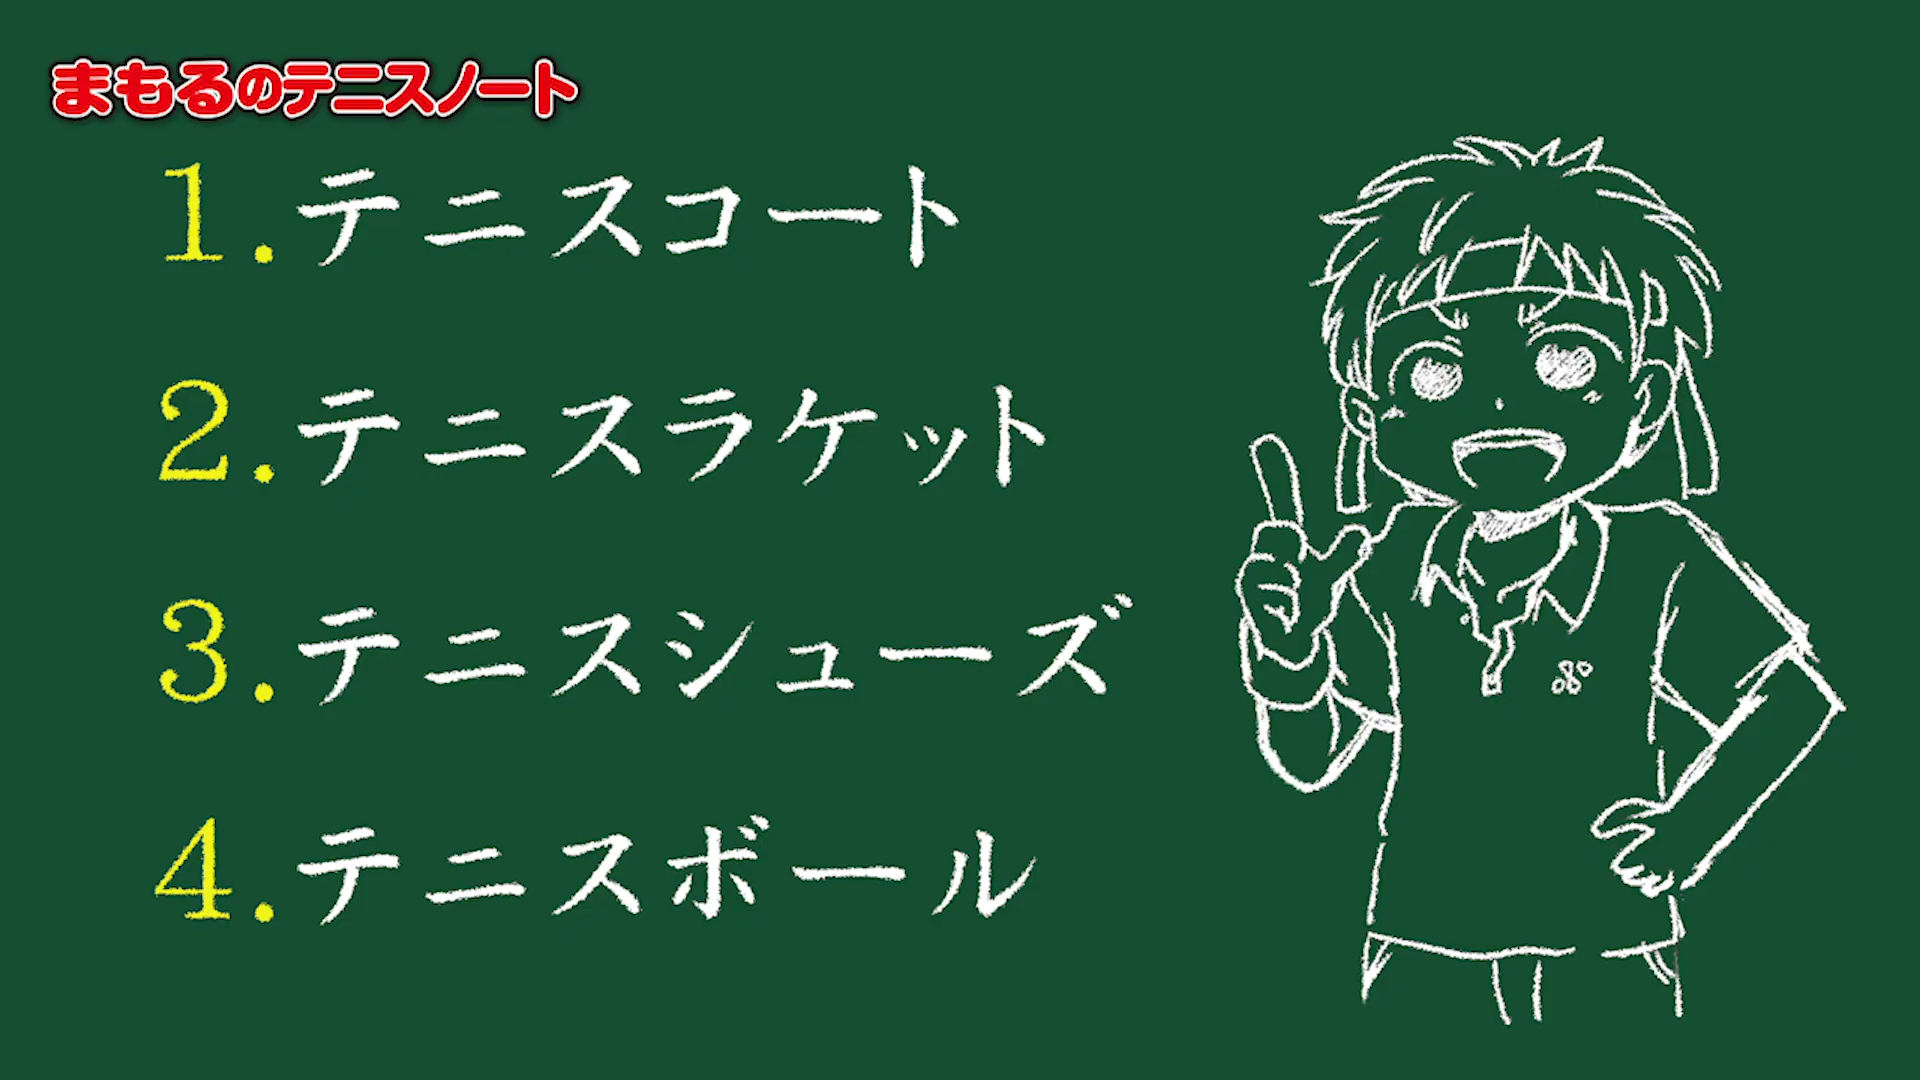 まもるのテニスノート
1.テニスコート
2.テニスラケット
3.テニスシューズ
4.テニスボール